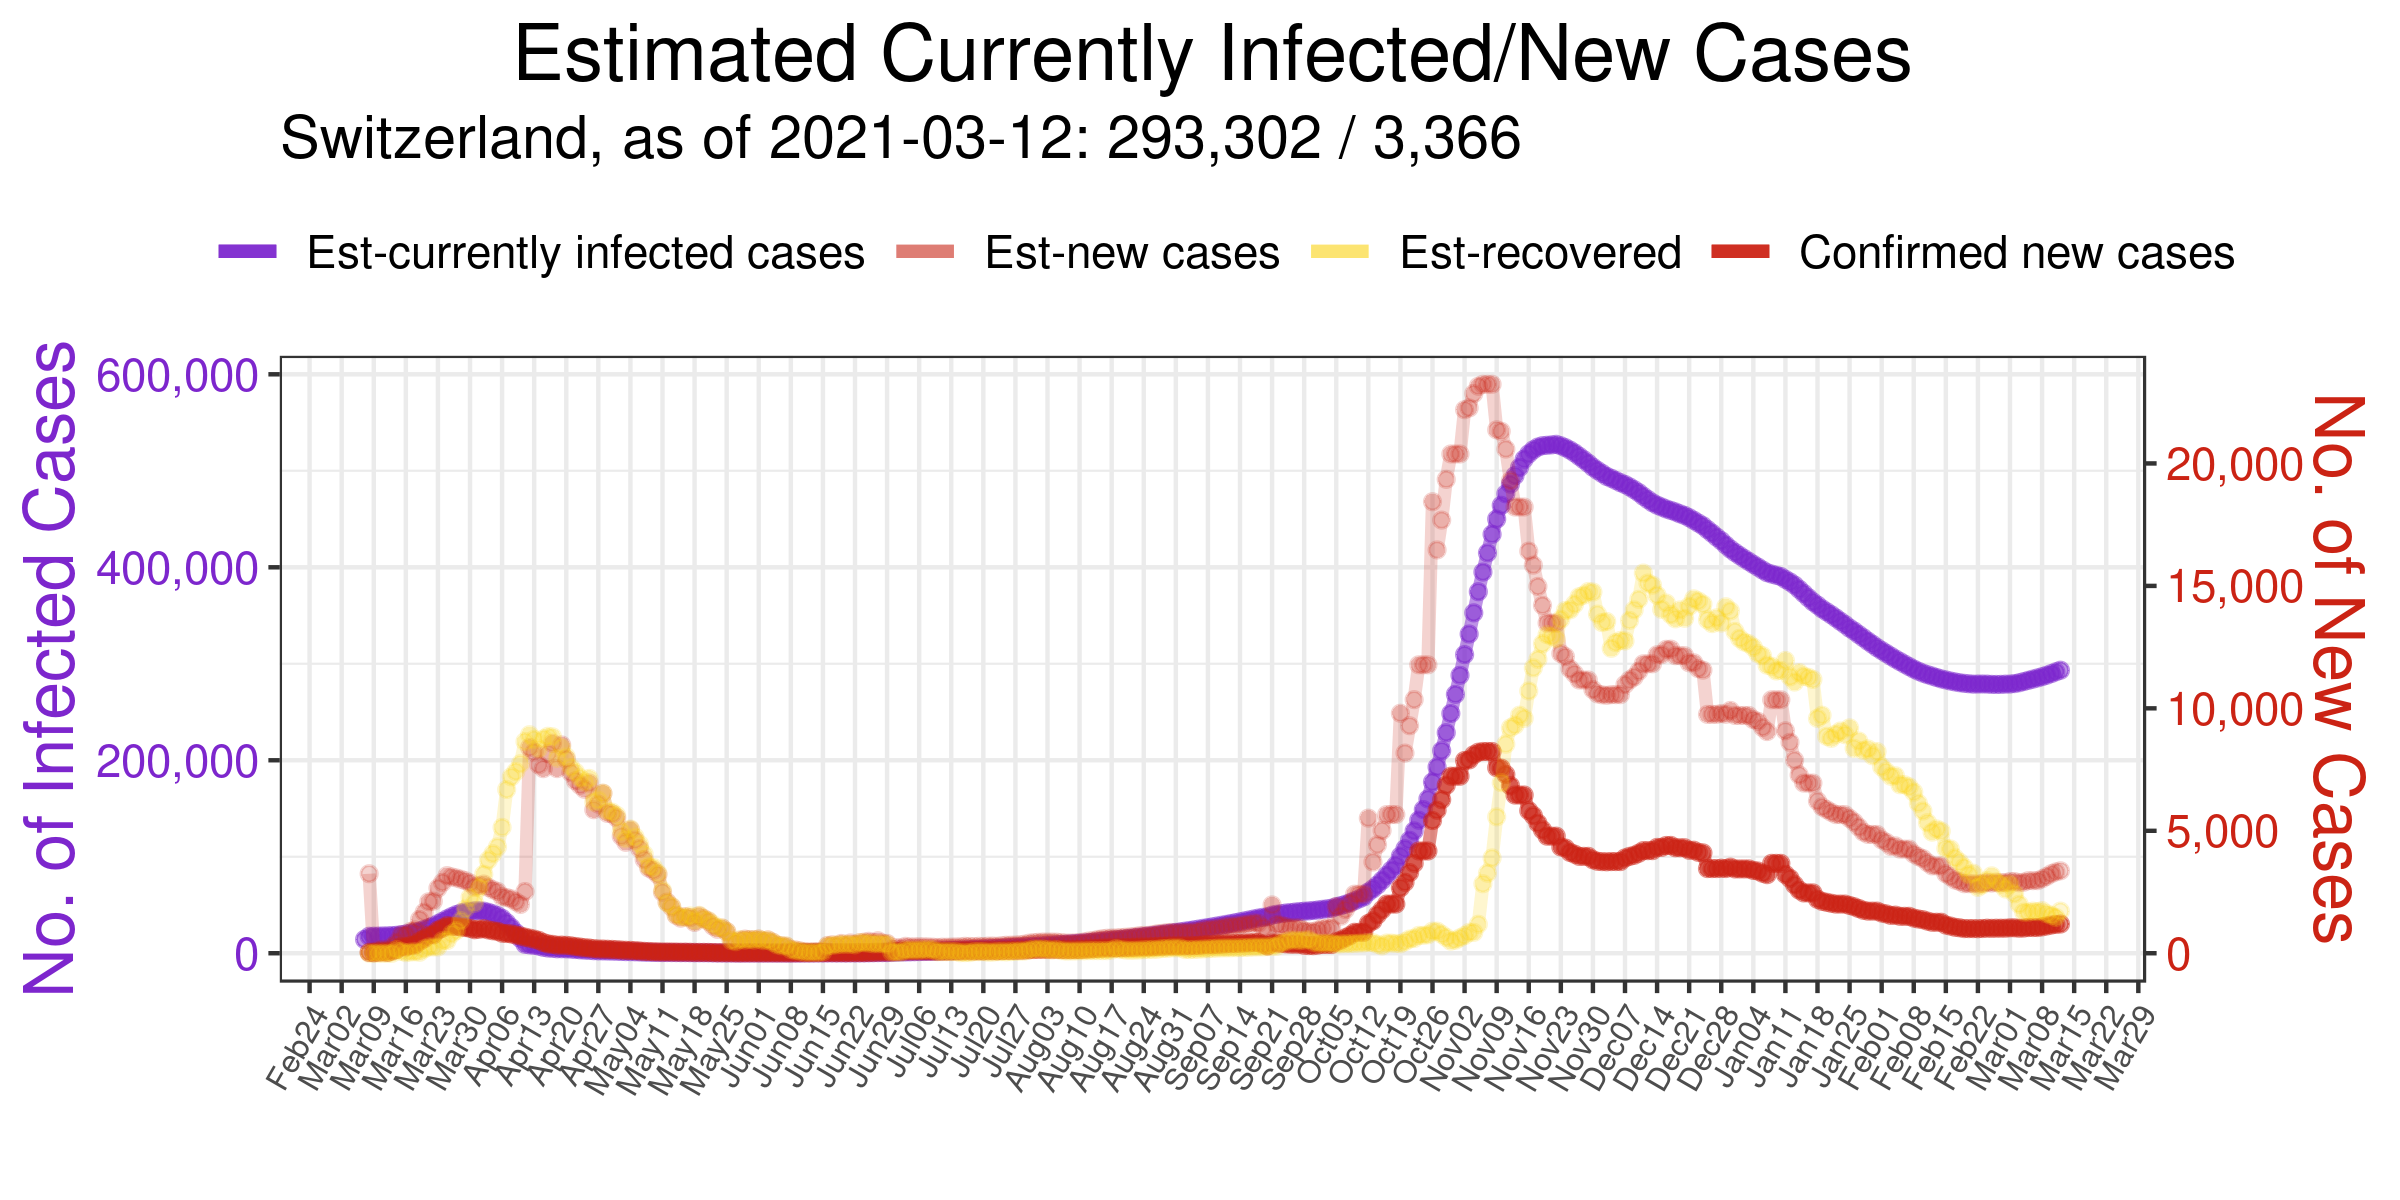 Estimated Currently Infected/New Cases
Switzerland, as of 2021-03-12: 293,302 / 3,366
Est-currently infected cases Est-new cases Est-recovered Confirmed new cases
No. of Infected Cases
600,000
400,000
200,000
0
20,000
15,000
10,000
5,000
0
No. of New Cases
Feb24 Mar02 Mar09 Mar16 Mar23 Mar30 Apr06 Apr13 Apr20 Apr27 May04 May11 May18 May25 Jun01 Jun08 Jun15 Jun22 Jun29 Jul06 Jul13 Jul20 Jul27 Aug03 Aug10 Aug17 Aug24 Aug31 Sep07 Sep14 Sep21 Sep28 Oct05 Oct12 Oct19 Oct26 Nov02 Nov09 Nov16 Nov23 Nov30 Dec07 Dec14 Dec21 Dec28 Jan04 Jan11 Jan18 Jan25 Feb01 Feb08 Feb15 Feb22 Mar01 Mar08 Mar15 Mar22 Mar29